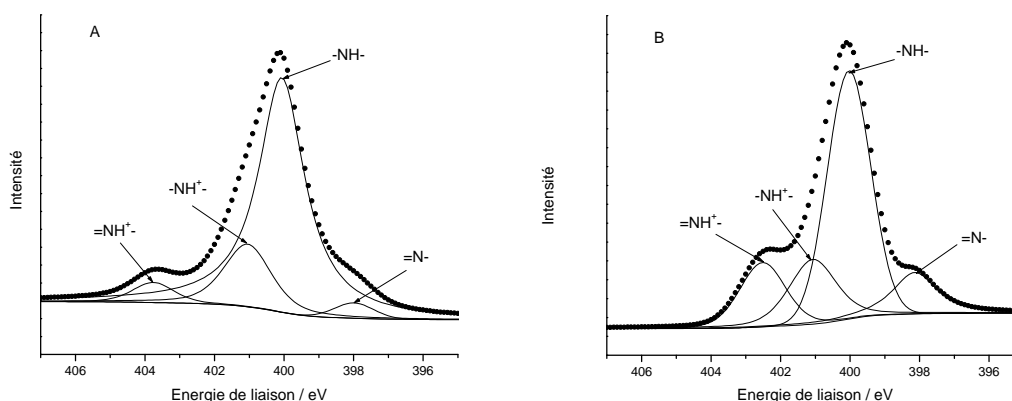 A
-NH-
-NH+-
=NH+-
=N-
Intensité
406 404 402 400 398 396
Energie de liaison / eV
B
-NH-
-NH+-
=NH+-
=N-
Intensité
406 404 402 400 398 396
Energie de liaison / eV